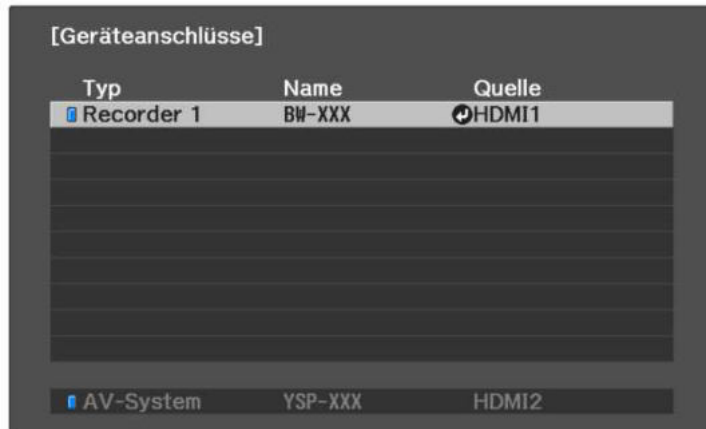 [Geräteanschlüsse]
Typ Name Quelle
Recorder 1 BW-XXX HDMI1
AV-System YSP-XXX HDMI2